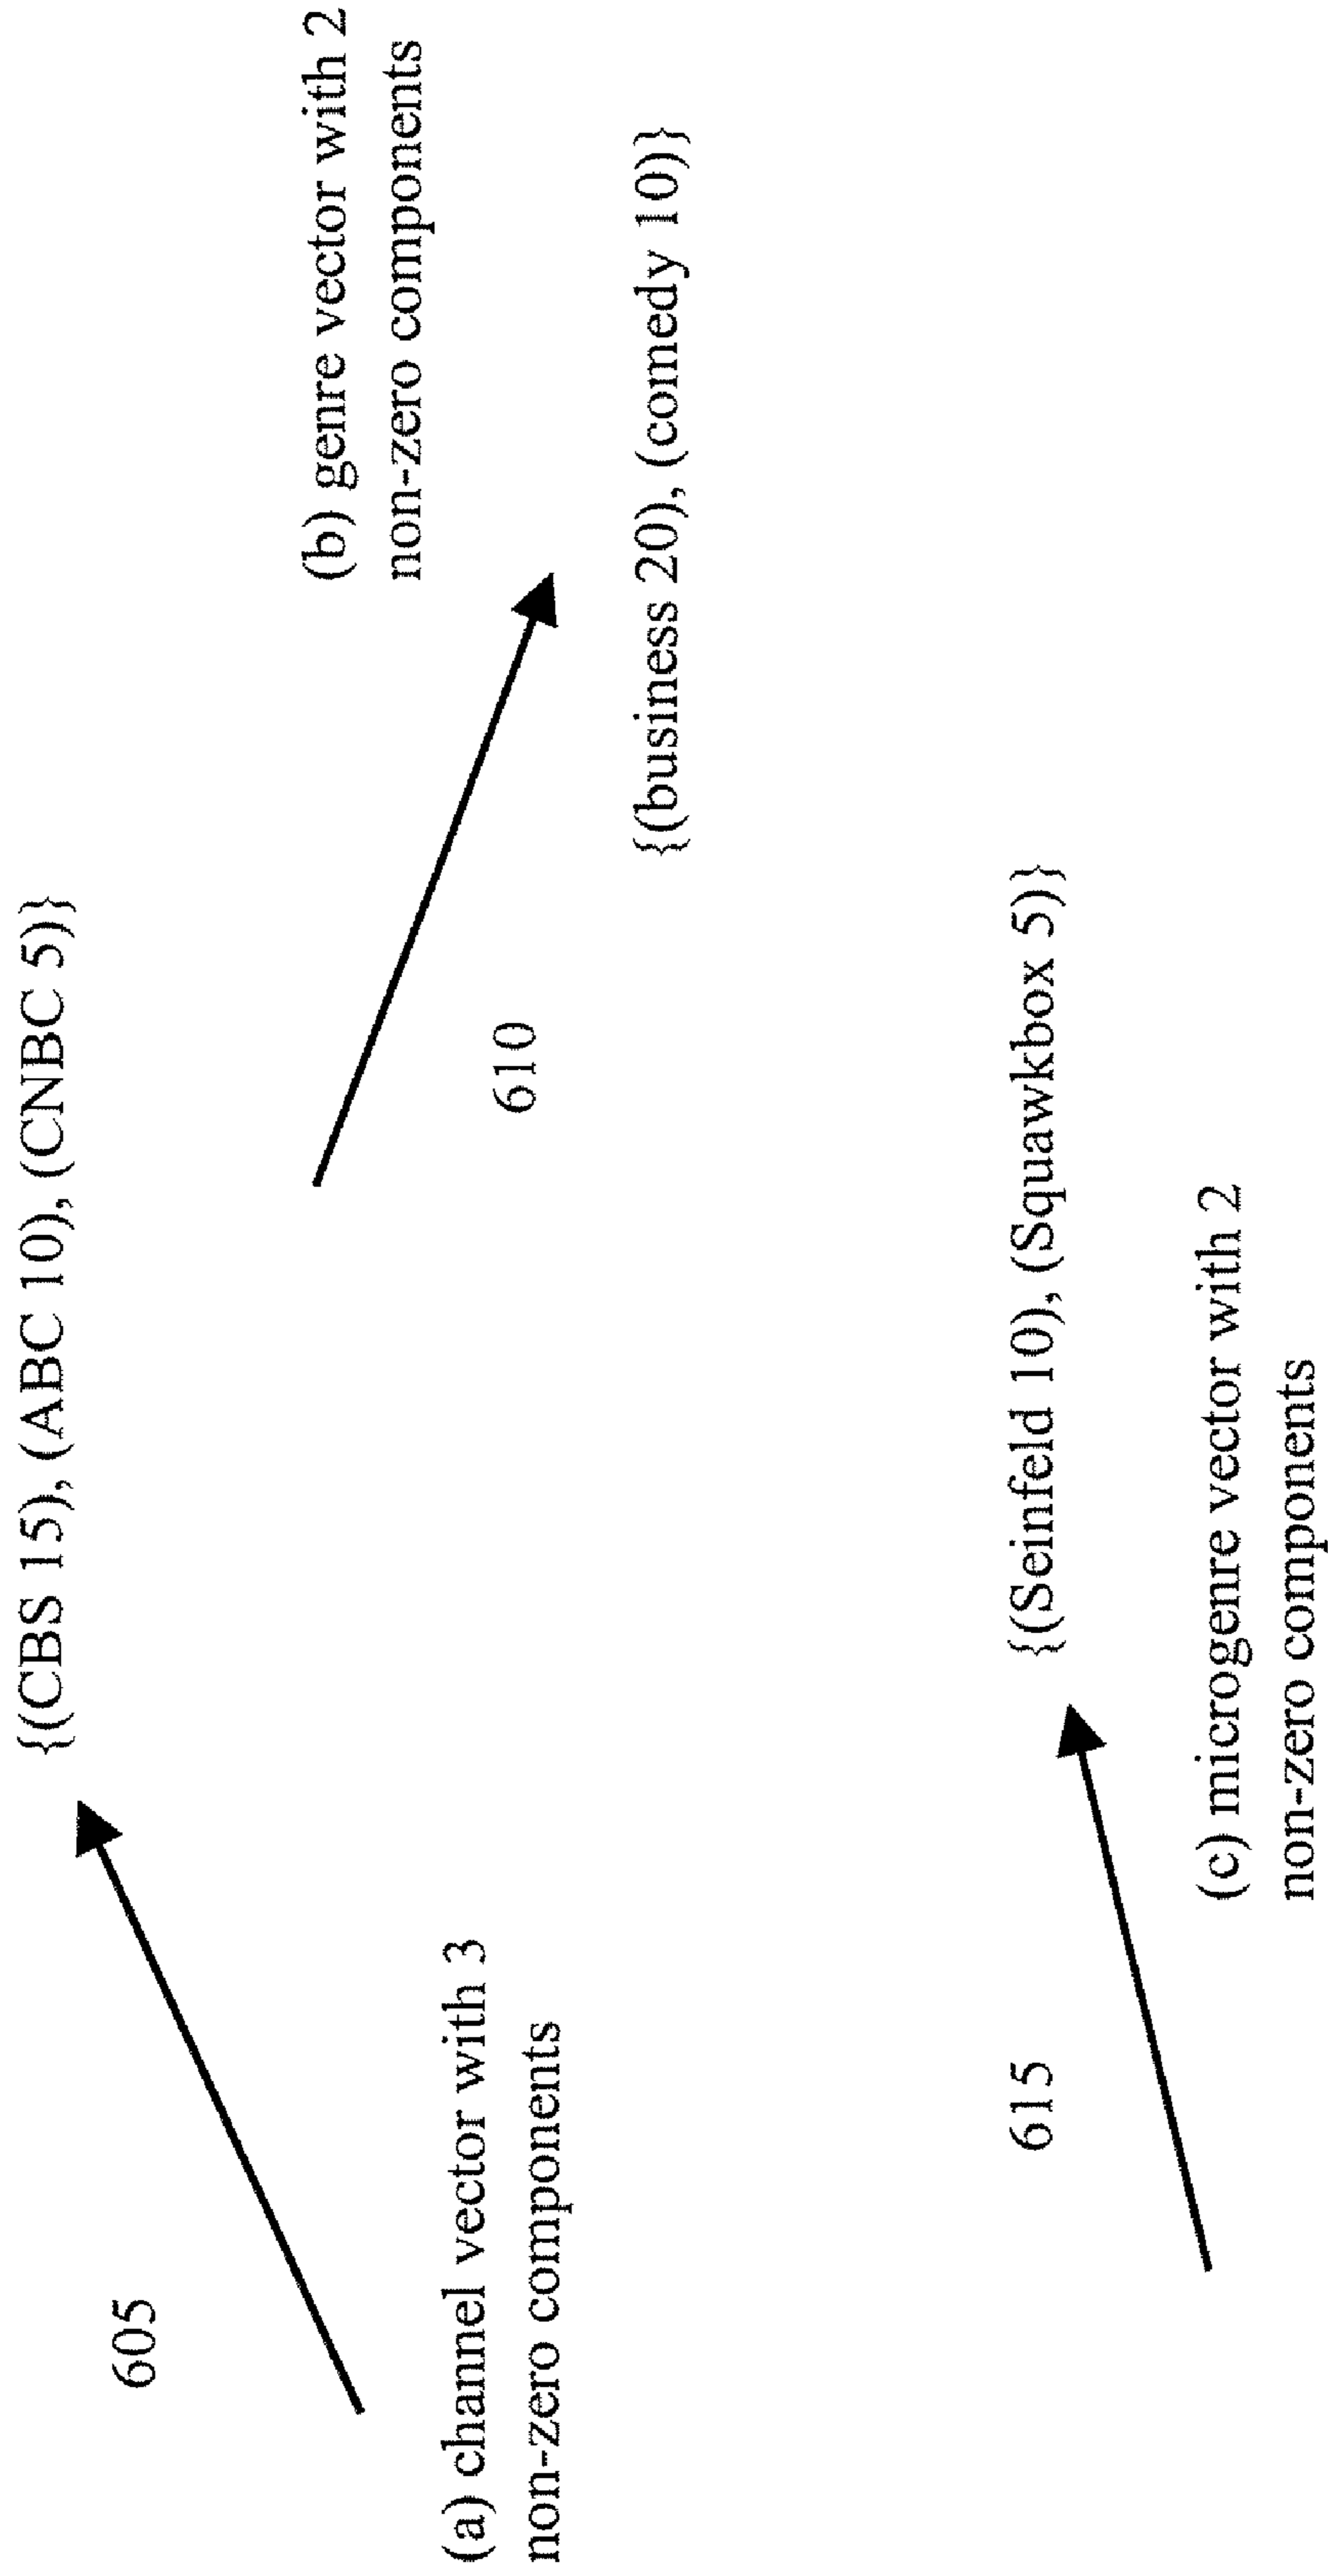 {(CBS 15), (ABC 10), (CNBC 5)}
605
(a) channel vector with 3
non-zero components
(b) genre vector with 2
non-zero components
610
{(business 20), (comedy 10)}
615
{(Seinfeld 10), (Squawkbox 5)}
(c) microgenre vector with 2
non-zero components